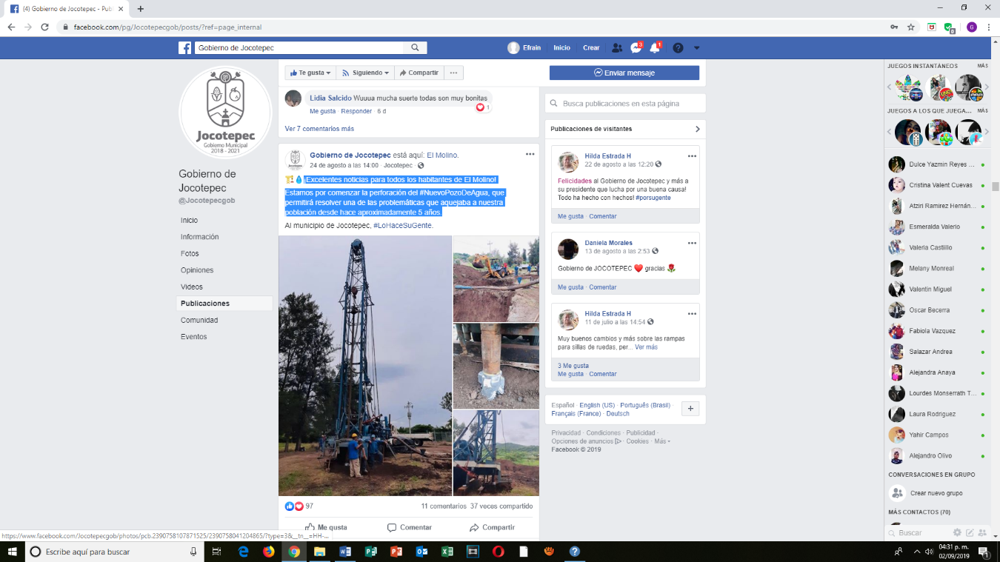 (4) Gobierno de Jocotepec - Publ
facebook.com/pg/Jocotepecgob/posts/?ref=page_internal
Gobierno de Jocotepec
Efrain
Inicio
Crear
3
1
Jocotepec
Gobierno Municipal
2018 - 2021
Gobierno de
Jocotepec
@Jocotepecgob
Inicio
Información
Fotos
Opiniones
Videos
Publicaciones
Comunidad
Eventos
Te gusta
Siguiendo
Compartir
Lidia Salcido Wuuua mucha suerte todas son muy bonitas
1
Me gusta · Responder · 6 d
Ver 7 comentarios más
Gobierno de Jocotepec está aquí: El Molino.
24 de agosto a las 14:00 · Jocotepec ·
¡Excelentes noticias para todos los habitantes de El Molino!
Estamos por comenzar la perforación del #NuevoPozoDeAgua, que
permitirá resolver una de las problemáticas que aquejaba a nuestra
población desde hace aproximadamente 5 años.
Al municipio de Jocotepec, #LoHaceSuGente.
97
11 comentarios 37 veces compartido
Me gusta
Comentar
Compartir
Enviar mensaje
Busca publicaciones en esta página
Publicaciones de visitantes
Hilda Estrada H
22 de agosto a las 12:20 ·
Felicidades al Gobierno de Jocotepec y más a
su presidente que lucha por una buena causa!
Todo ha hecho con hechos! #porsugente
Me gusta · Comentar
Daniela Morales
13 de agosto a las 2:53 ·
Gobierno de JOCOTEPEC gracias
Me gusta · Comentar
Hilda Estrada H
11 de julio a las 14:54 ·
Muy buenos cambios y más sobre las rampas
para sillas de ruedas, per... Ver más
3 Me gusta
Me gusta · Comentar
Español · English (US) · Português (Brasil) ·
Français (France) · Deutsch
Privacidad · Condiciones · Publicidad ·
Opciones de anuncios · Cookies · Más
Facebook © 2019
JUEGOS INSTANTÁNEOS
MÁS
JUEGOS A LOS QUE JUEGA...
MÁS
Dulce Yazmin Reyes ...
Cristina Valent Cuevas
Atziri Ramirez Hernán...
Esmeralda Valerio
Valeria Castillo
Melany Monreal
Valentin Miguel
Oscar Becerra
Fabiola Vazquez
Salazar Andrea
Alejandra Anaya
Lourdes Monserrath T...
Laura Rodriguez
Yahir Campos
Alejandro Olivo
CONVERSACIONES EN GRUPO
Crear nuevo grupo
MÁS CONTACTOS (70)
Buscar
https://www.facebook.com/Jocotepecgob/photos/pcb.2390758107871525/2390758041204865/?type=3&__tn__=HH-...
Escribe aquí para buscar
04:31 p. m.
02/09/2019